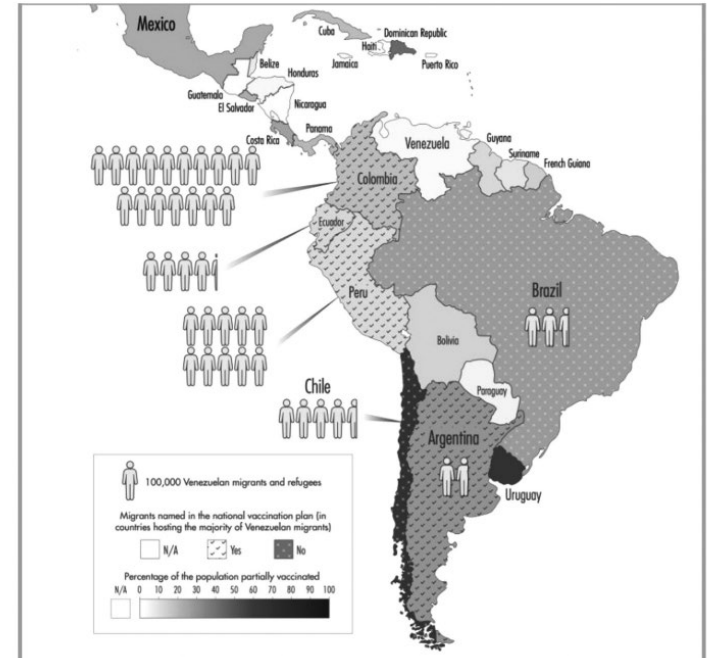 Mexico
Cuba
Dominican Republic
Haiti
Jamaica
Puerto Rico
Belize
Honduras
Guatemala
El Salvador
Nicaragua
Costa Rica
Panama
Venezuela
Guyana
Suriname
French Guiana
Colombia
Ecuador
Peru
Brazil
Bolivia
Paraguay
Chile
Argentina
Uruguay
100,000 Venezuelan migrants and refugees
Migrants named in the national vaccination plan (in
countries hosting the majority of Venezuelan migrants)
N/A Yes No
Percentage of the population partially vaccinated
N/A 0 10 20 30 40 50 60 70 80 90 100